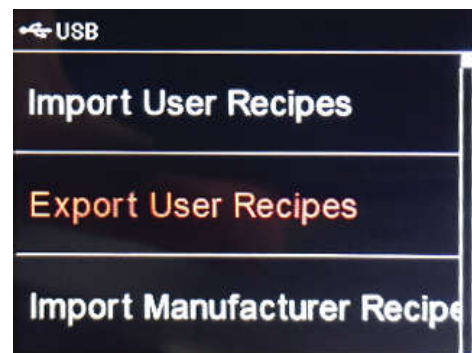 USB
Import User Recipes
Export User Recipes
Import Manufacturer Recipe